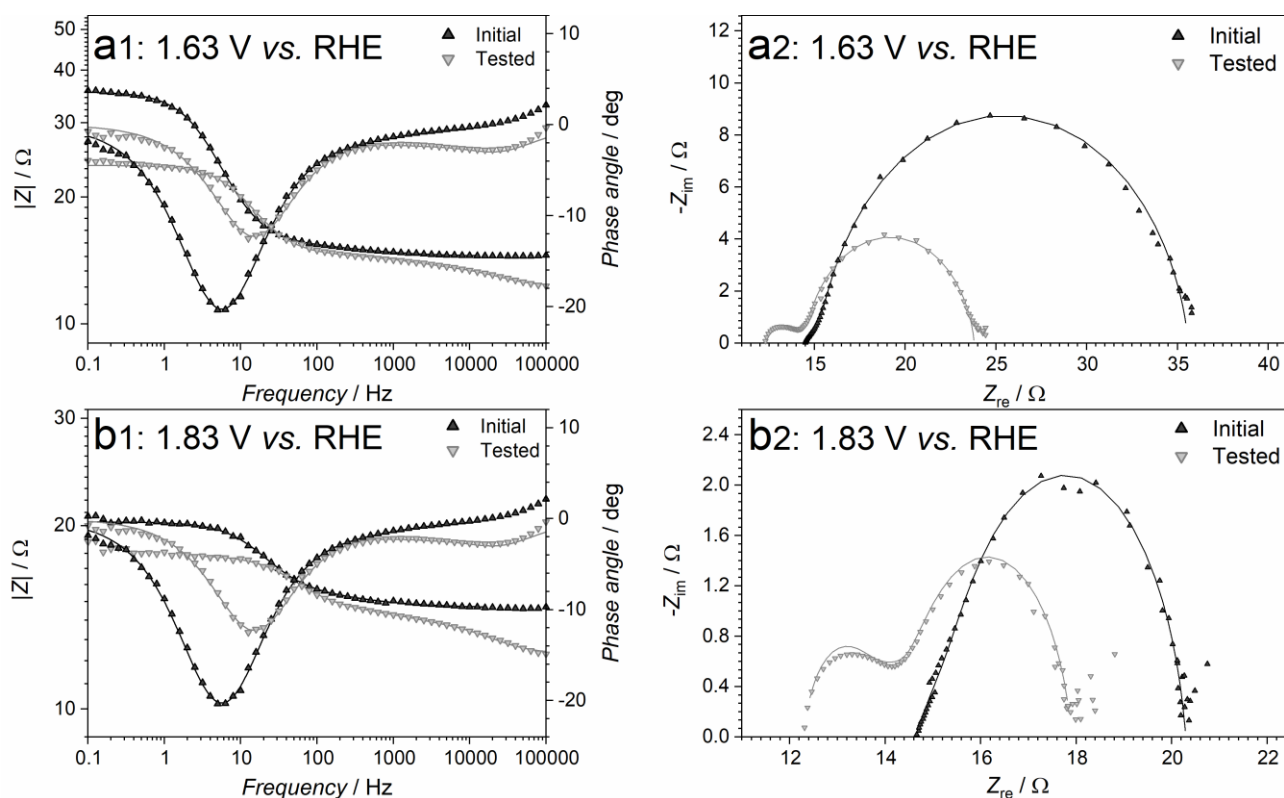 a1: 1.63 V vs. RHE
Initial
Tested
50
40
30
20
10
|Z| / Ω
10
0
-10
-20
Phase angle / deg
0.1
1
10
100
1000
10000
100000
Frequency / Hz
a2: 1.63 V vs. RHE
Initial
Tested
12
10
8
6
4
2
0
-Zim / Ω
15
20
25
30
35
40
Zre / Ω
b1: 1.83 V vs. RHE
Initial
Tested
30
20
10
|Z| / Ω
10
0
-10
-20
Phase angle / deg
0.1
1
10
100
1000
10000
100000
Frequency / Hz
b2: 1.83 V vs. RHE
Initial
Tested
2.4
2.0
1.6
1.2
0.8
0.4
0.0
-Zim / Ω
12
14
16
18
20
22
24
Zre / Ω